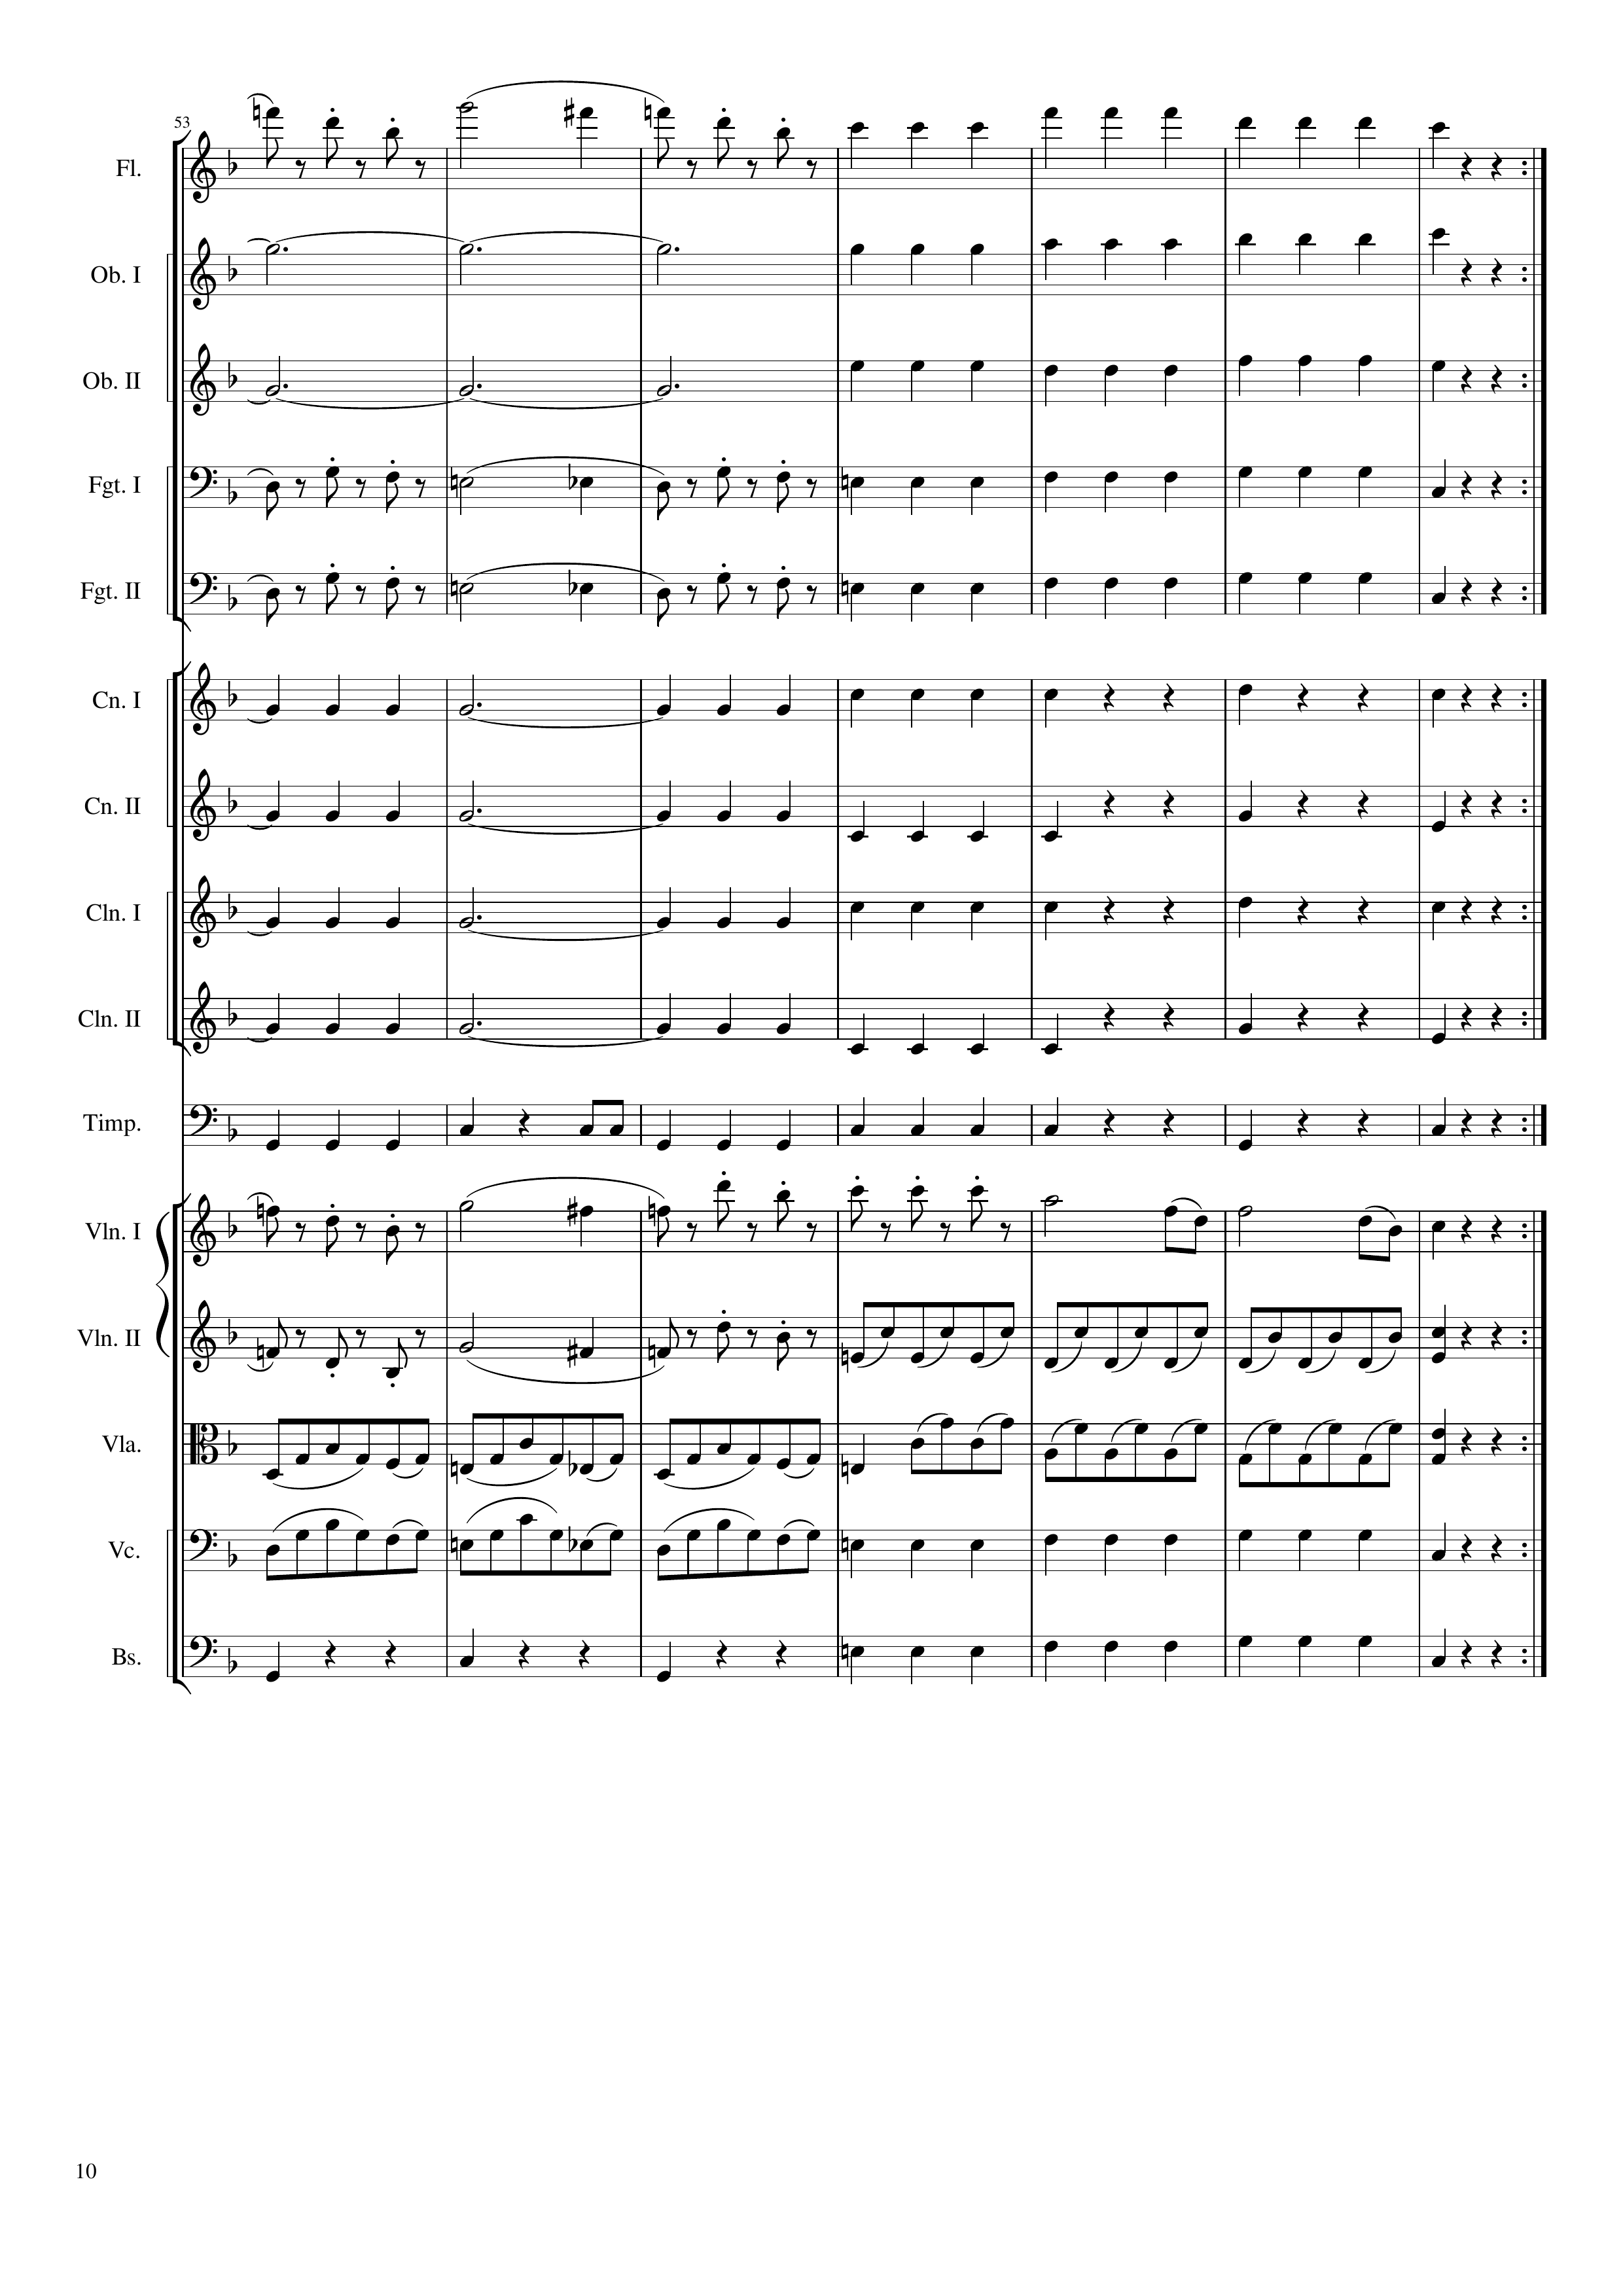 53
Fl.
Ob. I
Ob. II
Fgt. I
Fgt. II
Cn. I
Cn. II
Cln. I
Cln. II
Timp.
Vln. I
Vln. II
Vla.
Vc.
Bs.
10